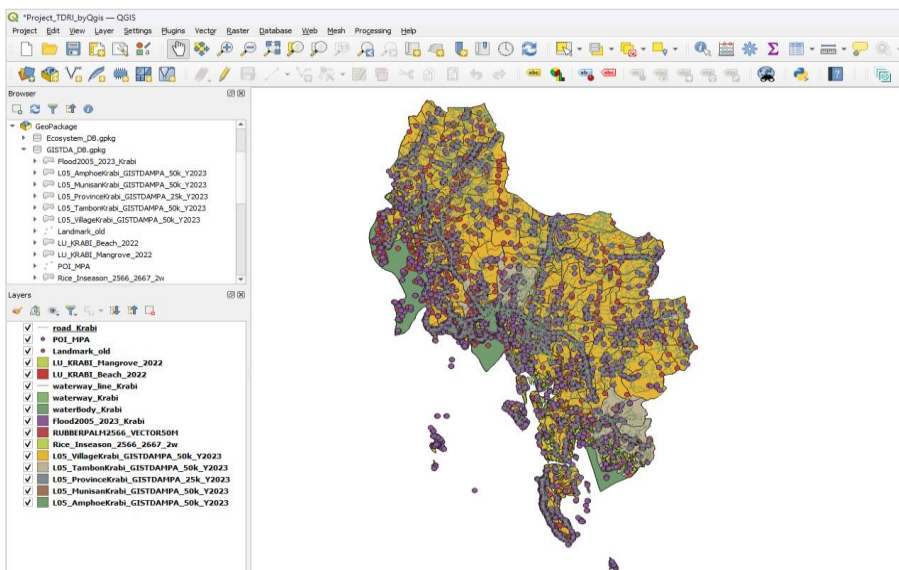 *Project_TDRI_byQgis — QGIS
Project Edit View Layer Settings Plugins Vector Raster Database Web Mesh Processing Help
abc
abc
Browser
GeoPackage
Ecosystem_DB.gpkg
GISTDA_DB.gpkg
Flood2005_2023_Krabi
L05_AmphoeKrabi_GISTDAMPA_50k_Y2023
L05_MunisanKrabi_GISTDAMPA_50k_Y2023
L05_ProvinceKrabi_GISTDAMPA_25k_Y2023
L05_TambonKrabi_GISTDAMPA_50k_Y2023
L05_VillageKrabi_GISTDAMPA_50k_Y2023
Landmark_old
LU_KRABI_Beach_2022
LU_KRABI_Mangrove_2022
POI_MPA
Rice_Inseason_2566_2667_2w
Layers
road_Krabi
POI_MPA
Landmark_old
LU_KRABI_Mangrove_2022
LU_KRABI_Beach_2022
waterway_line_Krabi
waterway_Krabi
waterBody_Krabi
Flood2005_2023_Krabi
RUBBERPALM2566_VECTOR50M
Rice_Inseason_2566_2667_2w
L05_VillageKrabi_GISTDAMPA_50k_Y2023
L05_TambonKrabi_GISTDAMPA_50k_Y2023
L05_ProvinceKrabi_GISTDAMPA_25k_Y2023
L05_MunisanKrabi_GISTDAMPA_50k_Y2023
L05_AmphoeKrabi_GISTDAMPA_50k_Y2023